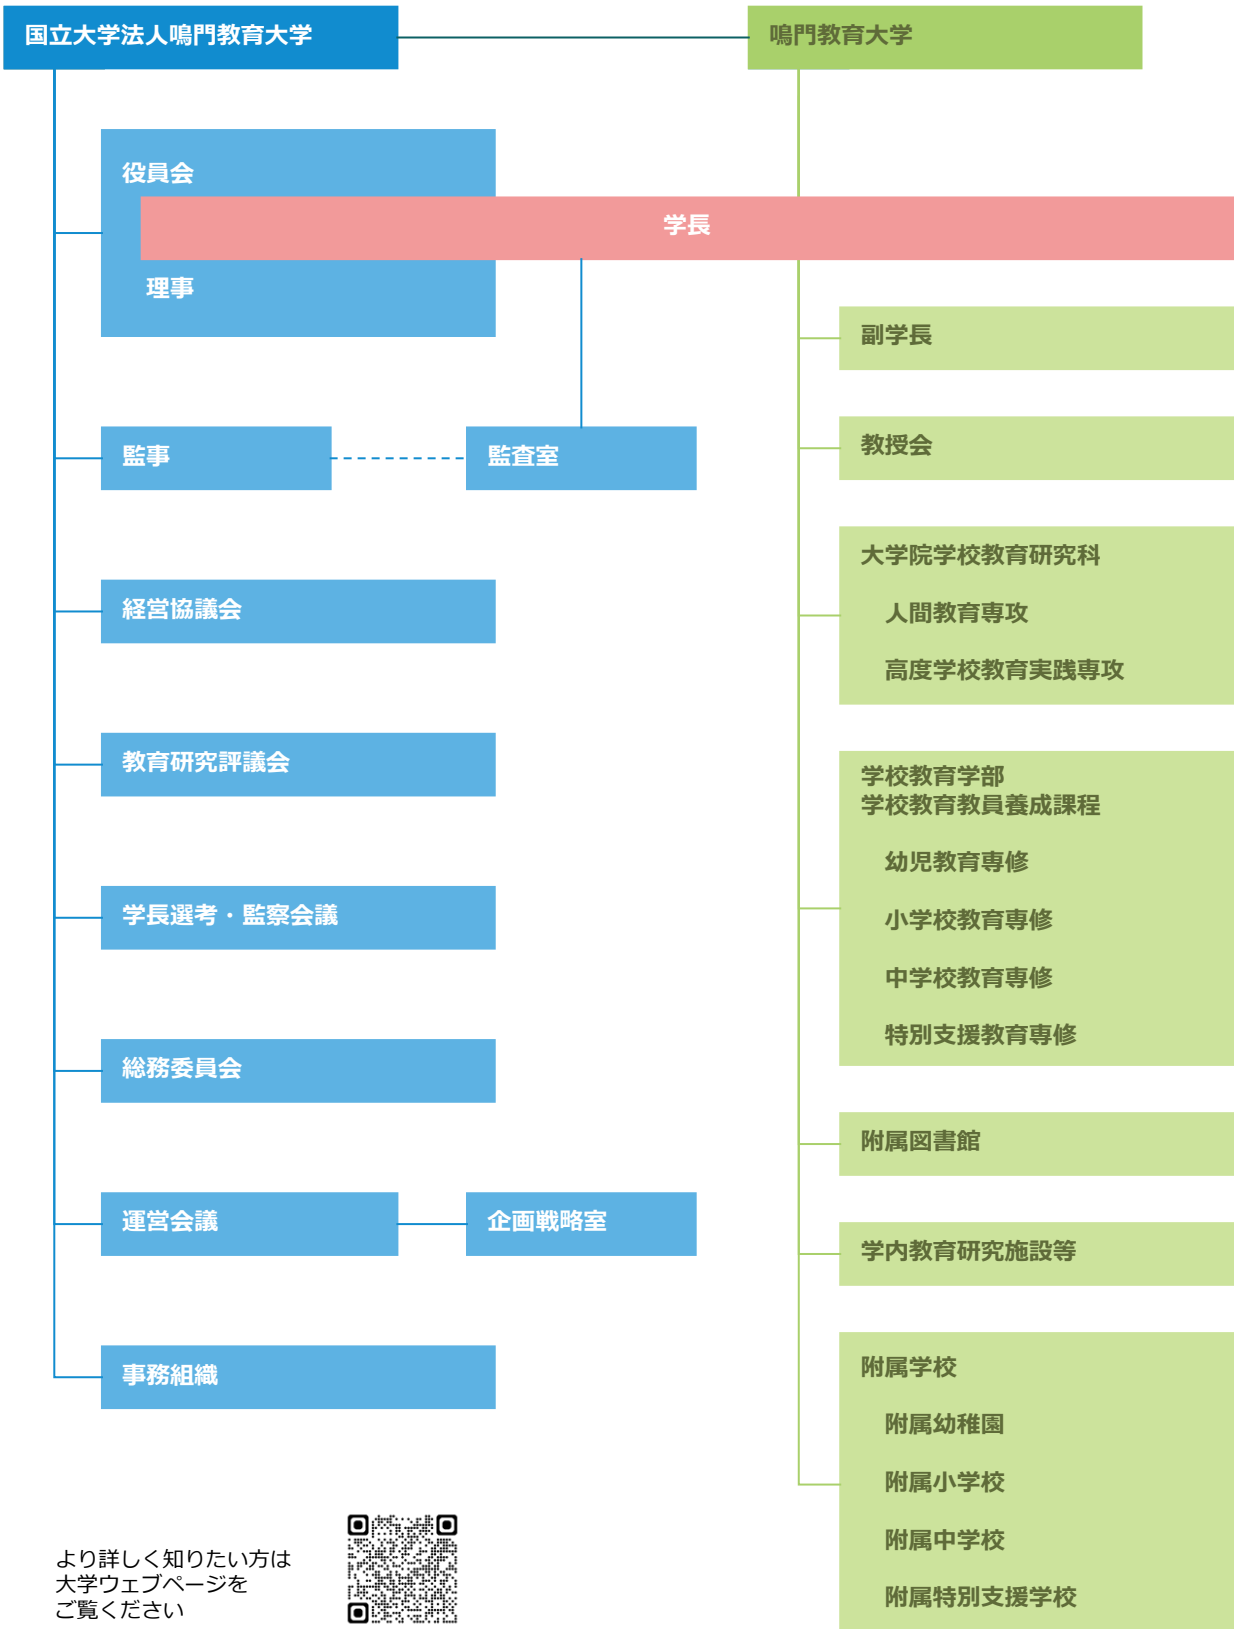 国立大学法人鳴門教育大学
鳴門教育大学
役員会
学長
理事
監事
監査室
経営協議会
教育研究評議会
学長選考・監察会議
総務委員会
運営会議
企画戦略室
事務組織
副学長
教授会
大学院学校教育研究科
人間教育専攻
高度学校教育実践専攻
学校教育学部
学校教育教員養成課程
幼児教育専修
小学校教育専修
中学校教育専修
特別支援教育専修
附属図書館
学内教育研究施設等
附属学校
附属幼稚園
附属小学校
附属中学校
附属特別支援学校
より詳しく知りたい方は
大学ウェブページを
ご覧ください